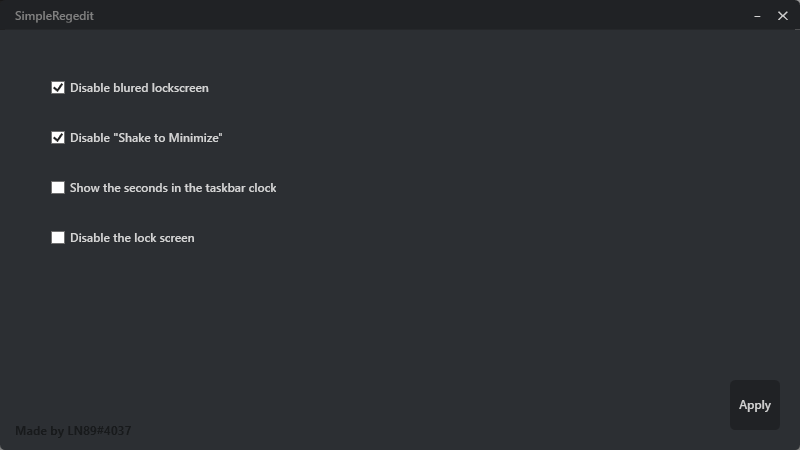 SimpleRegedit
Disable blured lockscreen
Disable "Shake to Minimize"
Show the seconds in the taskbar clock
Disable the lock screen
Apply
Made by LN89#4037